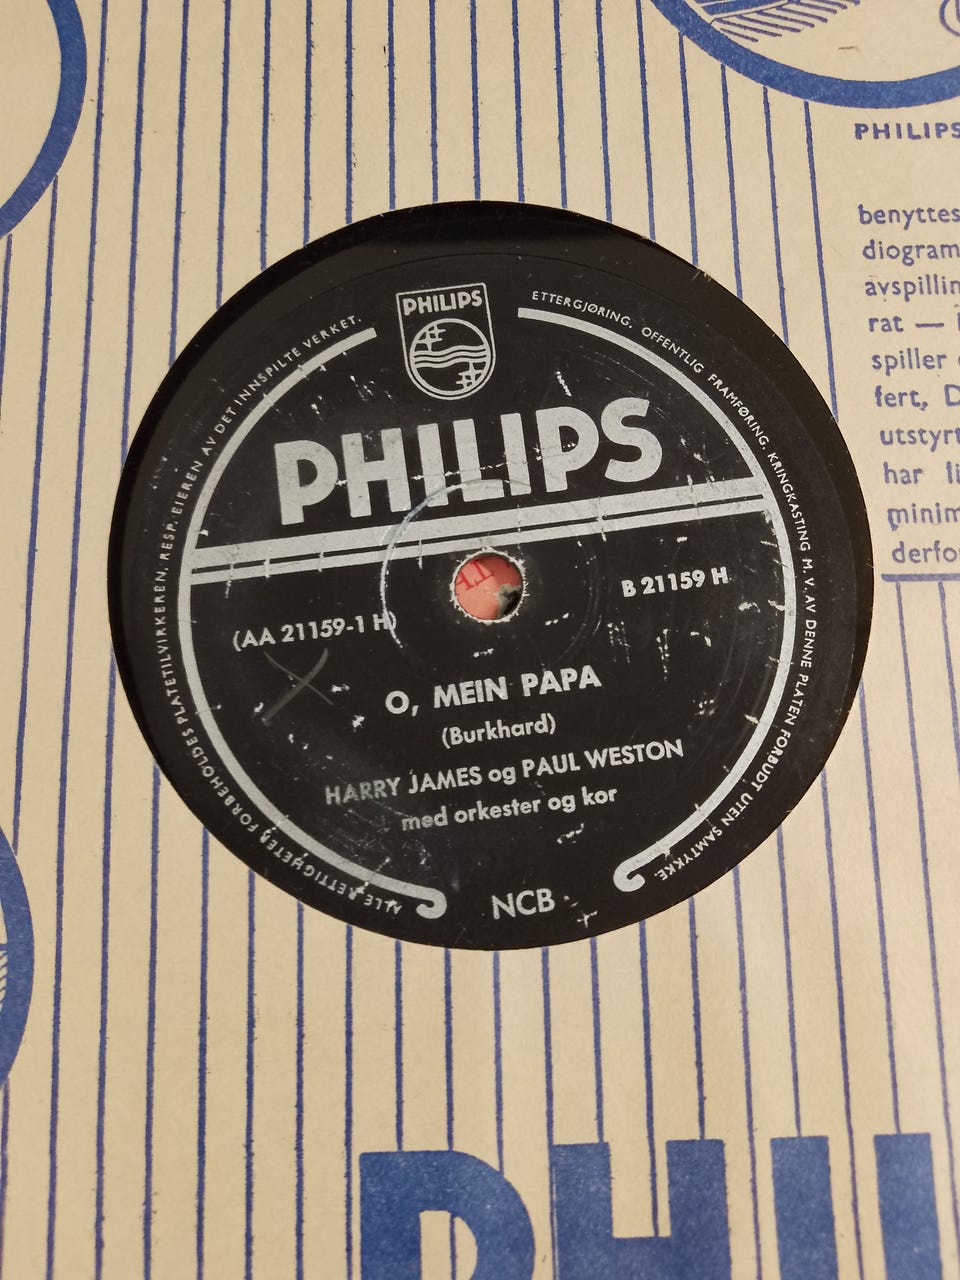 PHILIPS
benyttes
diogram
avspillin
rat — i
spiller
fert, D
utstyrt
har li
minim
derfo
PHILIPS
ALLE RETTIGHETER FORBEHOLDES PLATETILVIRKEREN, RESP. EIEREN AV DET INNSPILTE VERKET.
ETTERGJØRING, OFFENTLIG FRAMFØRING, KRINGKASTING M. V. AV DENNE PLATEN FORBUDT UTEN SAMTYKKE.
PHILIPS
(AA 21159-1 H)
B 21159 H
O, MEIN PAPA
(Burkhard)
HARRY JAMES og PAUL WESTON
med orkester og kor
NCB
PHIL